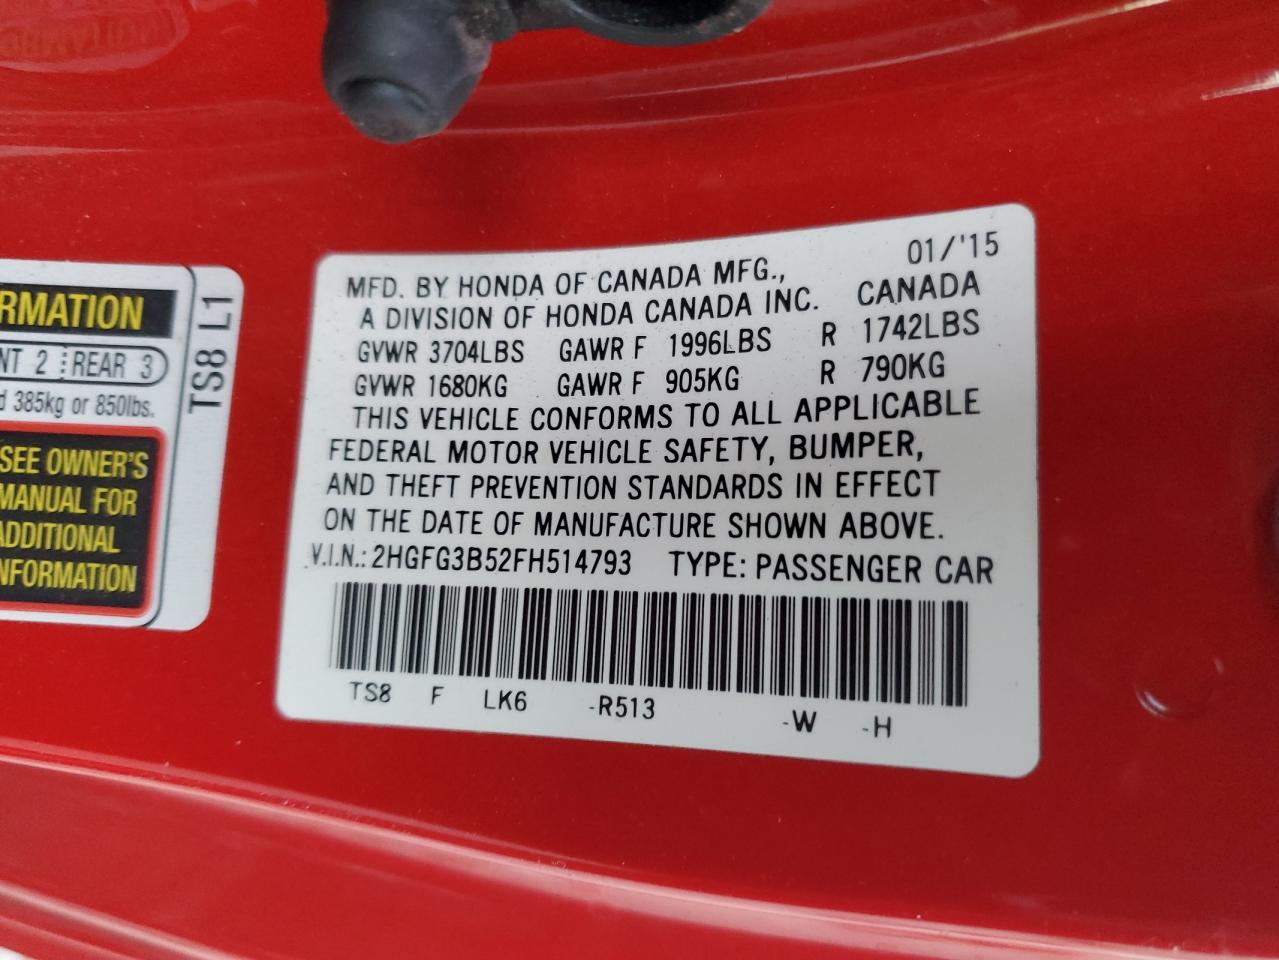 RMATION
NT 2 REAR 3
d 385kg or 850lbs.
SEE OWNER'S
MANUAL FOR
ADDITIONAL
NFORMATION
TS8 L1
01/'15
MFD. BY HONDA OF CANADA MFG.,
A DIVISION OF HONDA CANADA INC. CANADA
GVWR 3704LBS GAWR F 1996LBS R 1742LBS
GVWR 1680KG GAWR F 905KG R 790KG
THIS VEHICLE CONFORMS TO ALL APPLICABLE
FEDERAL MOTOR VEHICLE SAFETY, BUMPER,
AND THEFT PREVENTION STANDARDS IN EFFECT
ON THE DATE OF MANUFACTURE SHOWN ABOVE.
V.I.N.: 2HGFG3B52FH514793 TYPE: PASSENGER CAR
TS8 F LK6 -R513 -W -H